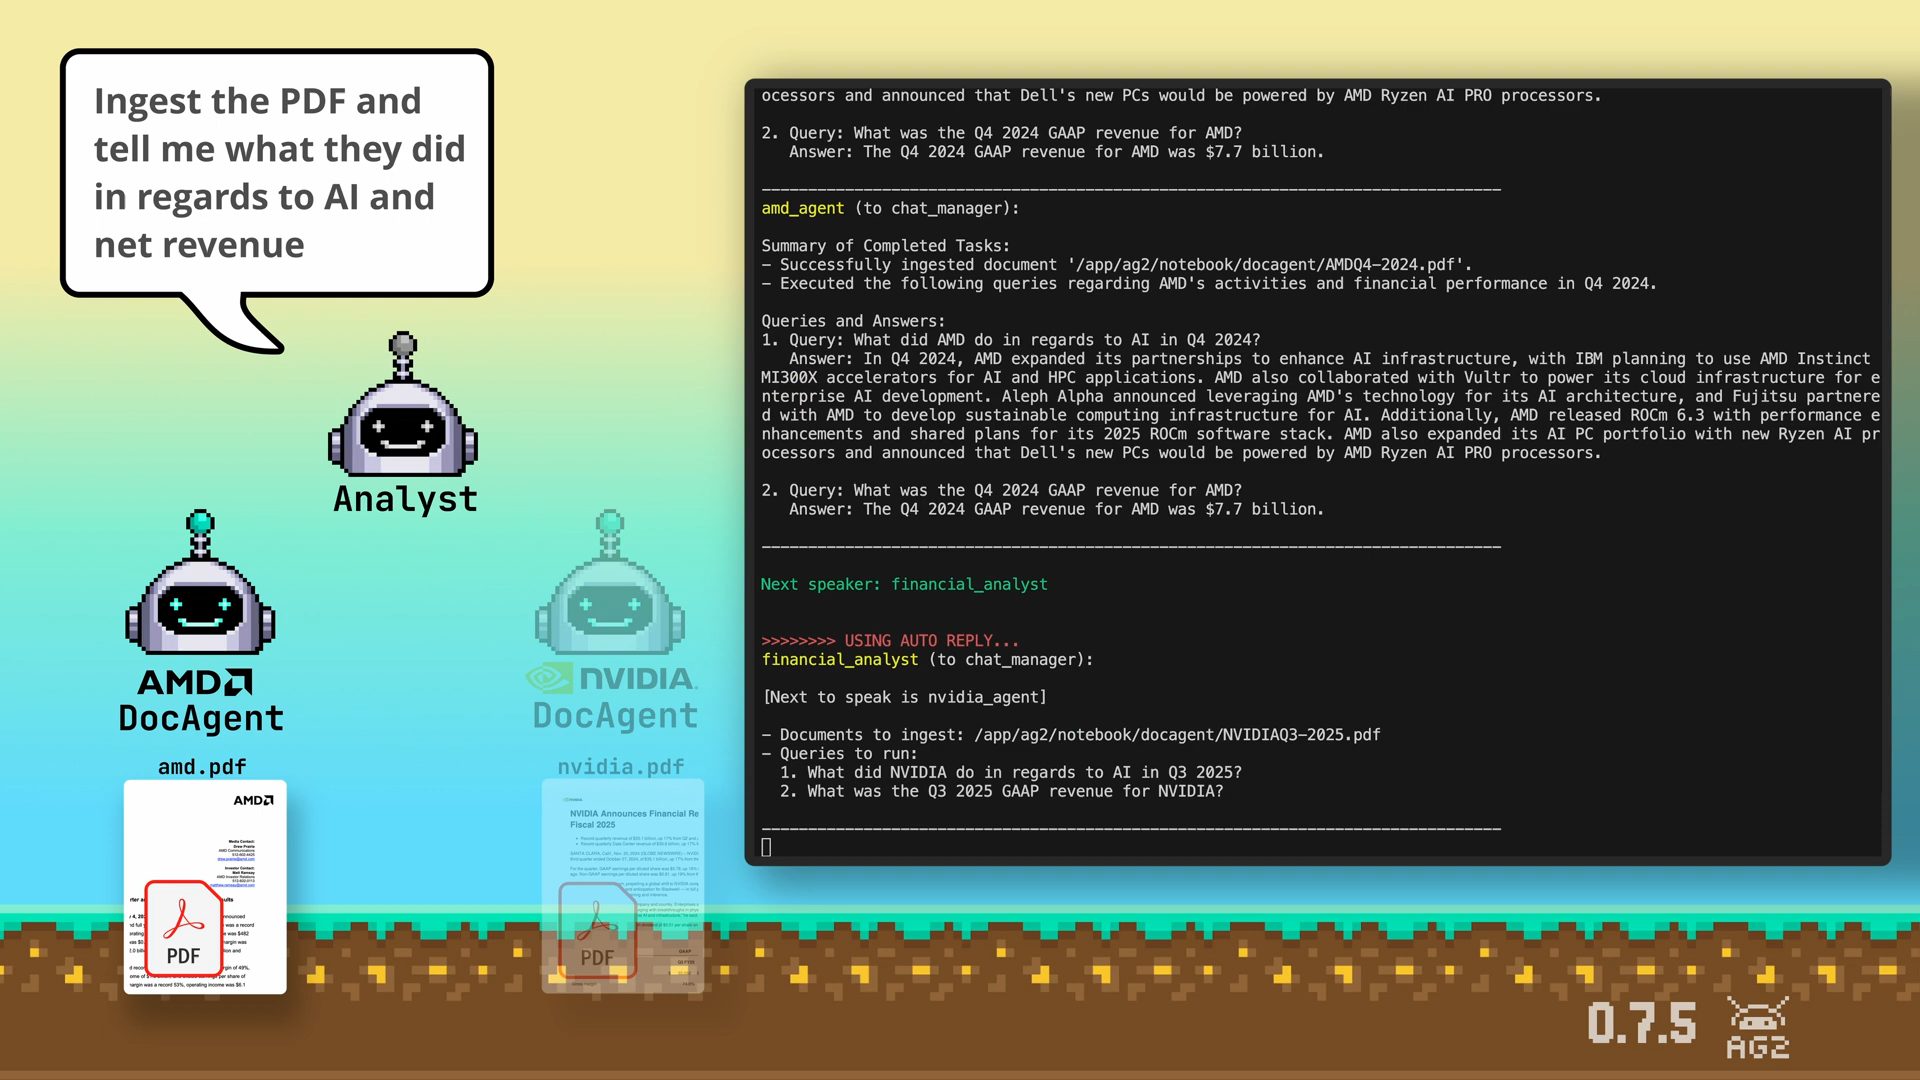 Ingest the PDF and
tell me what they did
in regards to AI and
net revenue
Analyst
AMD
DocAgent
amd.pdf
AMD
Media Contact:
Drew Prairie
AMD Communications
Investor Contact:
Matt Ramsay
AMD Investor Relations
PDF
NVIDIA.
DocAgent
nvidia.pdf
NVIDIA Announces Financial Re
Fiscal 2025
PDF
ocessors and announced that Dell's new PCs would be powered by AMD Ryzen AI PRO processors.
2. Query: What was the Q4 2024 GAAP revenue for AMD?
Answer: The Q4 2024 GAAP revenue for AMD was $7.7 billion.
amd_agent (to chat_manager):
Summary of Completed Tasks:
- Successfully ingested document '/app/ag2/notebook/docagent/AMDQ4-2024.pdf'.
- Executed the following queries regarding AMD's activities and financial performance in Q4 2024.
Queries and Answers:
1. Query: What did AMD do in regards to AI in Q4 2024?
Answer: In Q4 2024, AMD expanded its partnerships to enhance AI infrastructure, with IBM planning to use AMD Instinct
MI300X accelerators for AI and HPC applications. AMD also collaborated with Vultr to power its cloud infrastructure for e
nterprise AI development. Aleph Alpha announced leveraging AMD's technology for its AI architecture, and Fujitsu partnere
d with AMD to develop sustainable computing infrastructure for AI. Additionally, AMD released ROCm 6.3 with performance e
nhancements and shared plans for its 2025 ROCm software stack. AMD also expanded its AI PC portfolio with new Ryzen AI pr
ocessors and announced that Dell's new PCs would be powered by AMD Ryzen AI PRO processors.
2. Query: What was the Q4 2024 GAAP revenue for AMD?
Answer: The Q4 2024 GAAP revenue for AMD was $7.7 billion.
Next speaker: financial_analyst
>>>>>>>> USING AUTO REPLY...
financial_analyst (to chat_manager):
[Next to speak is nvidia_agent]
- Documents to ingest: /app/ag2/notebook/docagent/NVIDIAQ3-2025.pdf
- Queries to run:
1. What did NVIDIA do in regards to AI in Q3 2025?
2. What was the Q3 2025 GAAP revenue for NVIDIA?
0.7.5
AG2